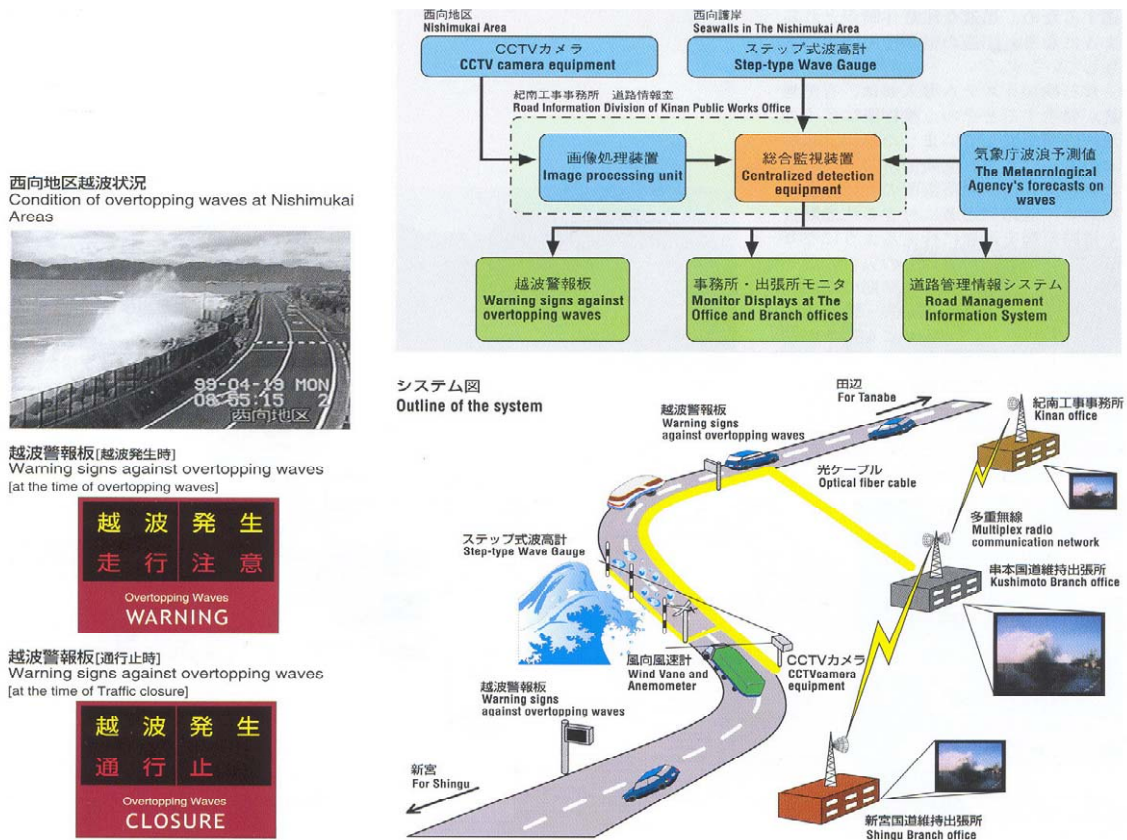 西向地区越波状況
Condition of overtopping waves at Nishimukai
Areas
99-04-19 MON
08:55:15 2
西向地区
越波警報板[越波発生時]
Warning signs against overtopping waves
[at the time of overtopping waves]
越波発生
走行注意
Overtopping Waves
WARNING
越波警報板[通行止時]
Warning signs against overtopping waves
[at the time of Traffic closure]
越波発生
通行止
Overtopping Waves
CLOSURE
西向地区
Nishimukai Area
CCTVカメラ
CCTV camera equipment
西向護岸
Seawalls in The Nishimukai Area
ステップ式波高計
Step-type Wave Gauge
紀南工事事務所 道路情報室
Road Information Division of Kinan Public Works Office
画像処理装置
Image processing unit
総合監視装置
Centralized detection
equipment
気象庁波浪予測値
The Meteorological
Agency's forecasts on
waves
越波警報板
Warning signs against
overtopping waves
事務所・出張所モニタ
Monitor Displays at The
Office and Branch offices
道路管理情報システム
Road Management
Information System
システム図
Outline of the system
田辺
For Tanabe
越波警報板
Warning signs
against overtopping waves
紀南工事事務所
Kinan office
光ケーブル
Optical fiber cable
多重無線
Multiplex radio
communication network
ステップ式波高計
Step-type Wave Gauge
串本国道維持出張所
Kushimoto Branch office
風向風速計
Wind Vane and
Anemometer
CCTVカメラ
CCTVcamera
equipment
越波警報板
Warning signs
against overtopping waves
新宮
For Shingu
新宮国道維持出張所
Shingu Branch office